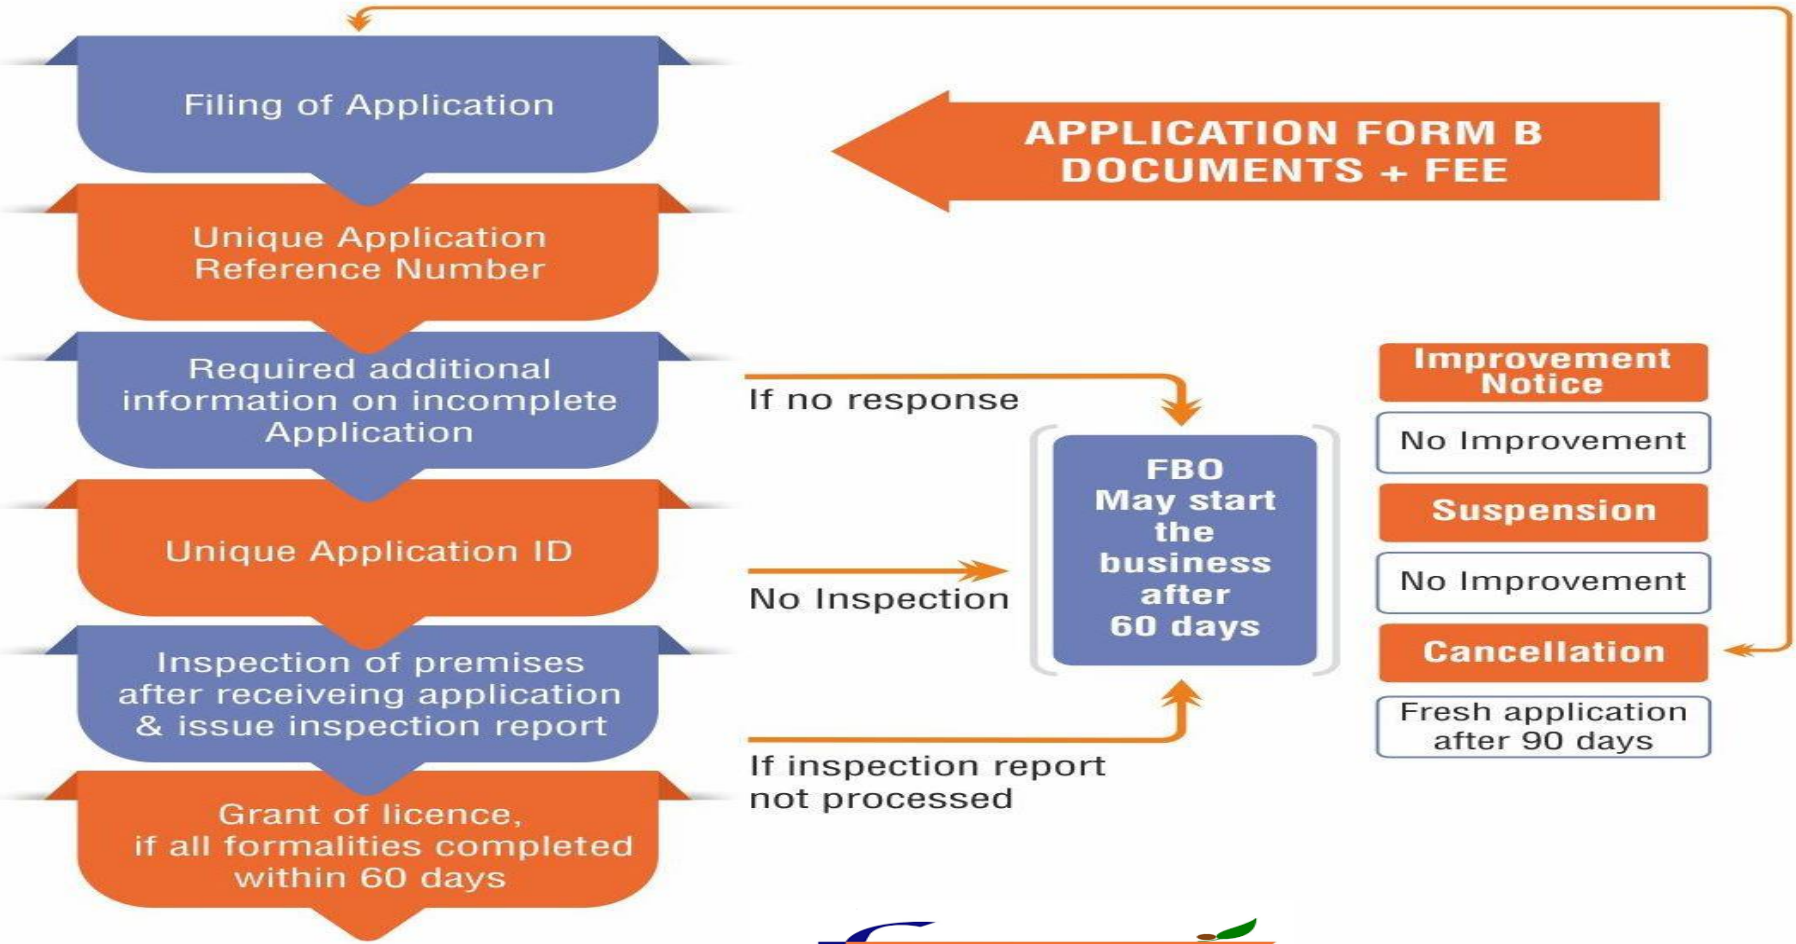 Filing of Application
APPLICATION FORM B
DOCUMENTS + FEE
Unique Application
Reference Number
Required additional
information on incomplete
Application
If no response
Unique Application ID
No Inspection
Inspection of premises
after receiveing application
& issue inspection report
If inspection report
not processed
Grant of licence,
if all formalities completed
within 60 days
FBO
May start
the
business
after
60 days
Improvement
Notice
No Improvement
Suspension
No Improvement
Cancellation
Fresh application
after 90 days